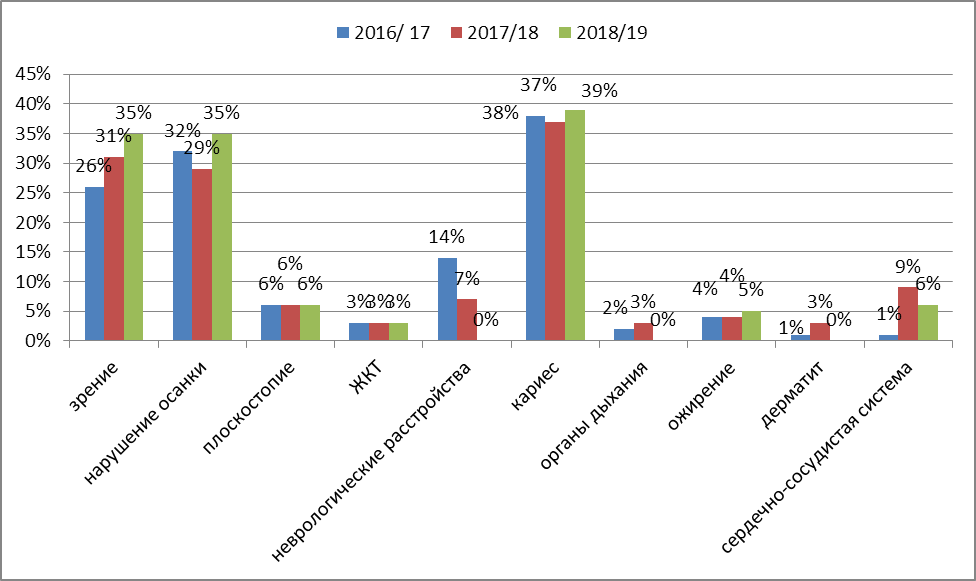 2016/ 17 2017/18 2018/19
45%
40%
35%
30%
25%
20%
15%
10%
5%
0%
26% 31% 35%
32% 29% 35%
6% 6% 6%
3% 3% 3%
14% 7% 0%
38% 37% 39%
2% 3% 0%
4% 4% 5%
1% 3% 0%
1% 9% 6%
зрение
нарушение осанки
плоскостопие
ЖКТ
неврологические расстройства
кариес
органы дыхания
ожирение
дерматит
сердечно-сосудистая система